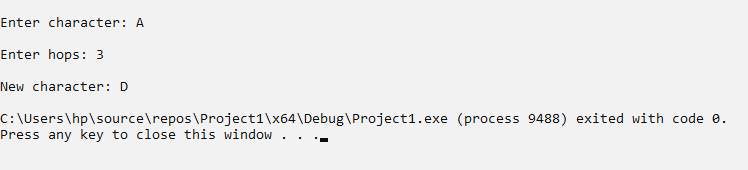 Enter character: A
Enter hops: 3
New character: D
C:\Users\hp\source\repos\Project1\x64\Debug\Project1.exe (process 9488) exited with code 0.
Press any key to close this window . . .